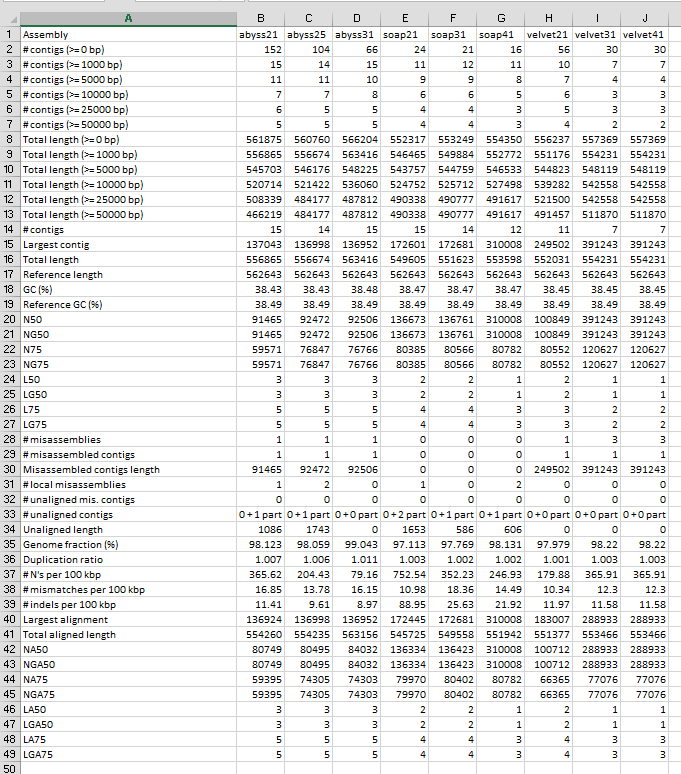 A B C D E F G H I J
1 Assembly abyss21 abyss25 abyss31 soap21 soap31 soap41 velvet21 velvet31 velvet41
2 # contigs (>= 0 bp) 152 104 66 24 21 16 56 30 30
3 # contigs (>= 1000 bp) 15 14 15 11 12 11 10 7 7
4 # contigs (>= 5000 bp) 11 11 10 9 9 8 7 4 4
5 # contigs (>= 10000 bp) 7 7 8 6 6 5 6 3 3
6 # contigs (>= 25000 bp) 6 5 5 4 4 3 5 3 3
7 # contigs (>= 50000 bp) 5 5 5 4 4 3 4 2 2
8 Total length (>= 0 bp) 561875 560760 566204 552317 553249 554350 556237 557369 557369
9 Total length (>= 1000 bp) 556865 556674 563416 546465 549884 552772 551176 554231 554231
10 Total length (>= 5000 bp) 545703 546176 548225 543757 544759 546533 544823 548119 548119
11 Total length (>= 10000 bp) 520714 521422 536060 524752 525712 527498 539282 542558 542558
12 Total length (>= 25000 bp) 508339 484177 487812 490338 490777 491617 521500 542558 542558
13 Total length (>= 50000 bp) 466219 484177 487812 490338 490777 491617 491457 511870 511870
14 # contigs 15 14 15 15 14 12 11 7 7
15 Largest contig 137043 136998 136952 172601 172681 310008 249502 391243 391243
16 Total length 556865 556674 563416 549605 551623 553598 552031 554231 554231
17 Reference length 562643 562643 562643 562643 562643 562643 562643 562643 562643
18 GC (%) 38.43 38.43 38.48 38.47 38.47 38.47 38.45 38.45 38.45
19 Reference GC (%) 38.49 38.49 38.49 38.49 38.49 38.49 38.49 38.49 38.49
20 N50 91465 92472 92506 136673 136761 310008 100849 391243 391243
21 NG50 91465 92472 92506 136673 136761 310008 100849 391243 391243
22 N75 59571 76847 76766 80385 80566 80782 80552 120627 120627
23 NG75 59571 76847 76766 80385 80566 80782 80552 120627 120627
24 L50 3 3 3 2 2 1 2 1 1
25 LG50 3 3 3 2 2 1 2 1 1
26 L75 5 5 5 4 4 3 3 2 2
27 LG75 5 5 5 4 4 3 3 2 2
28 # misassemblies 1 1 1 0 0 0 1 3 3
29 # misassembled contigs 1 1 1 0 0 0 1 1 1
30 Misassembled contigs length 91465 92472 92506 0 0 0 249502 391243 391243
31 # local misassemblies 1 2 0 1 0 2 0 0 0
32 # unaligned mis. contigs 0 0 0 0 0 0 0 0 0
33 # unaligned contigs 0 + 1 part 0 + 1 part 0 + 0 part 0 + 2 part 0 + 1 part 0 + 1 part 0 + 0 part 0 + 0 part 0 + 0 part
34 Unaligned length 1086 1743 0 1653 586 606 0 0 0
35 Genome fraction (%) 98.123 98.059 99.043 97.113 97.769 98.131 97.979 98.22 98.22
36 Duplication ratio 1.007 1.006 1.011 1.003 1.002 1.002 1.001 1.003 1.003
37 # N's per 100 kbp 365.62 204.43 79.16 752.54 352.23 246.93 179.88 365.91 365.91
38 # mismatches per 100 kbp 16.85 13.78 16.15 10.98 18.36 14.49 10.34 12.3 12.3
39 # indels per 100 kbp 11.41 9.61 8.97 88.95 25.63 21.92 11.97 11.58 11.58
40 Largest alignment 136924 136998 136952 172445 172681 310008 183007 288933 288933
41 Total aligned length 554260 554235 563156 545725 549558 551942 551377 553466 553466
42 NA50 80749 80495 84032 136334 136423 310008 100712 288933 288933
43 NGA50 80749 80495 84032 136334 136423 310008 100712 288933 288933
44 NA75 59395 74305 74303 79970 80402 80782 66365 77076 77076
45 NGA75 59395 74305 74303 79970 80402 80782 66365 77076 77076
46 LA50 3 3 3 2 2 1 2 1 1
47 LGA50 3 3 3 2 2 1 2 1 1
48 LA75 5 5 5 4 4 3 4 3 3
49 LGA75 5 5 5 4 4 3 4 3 3
50